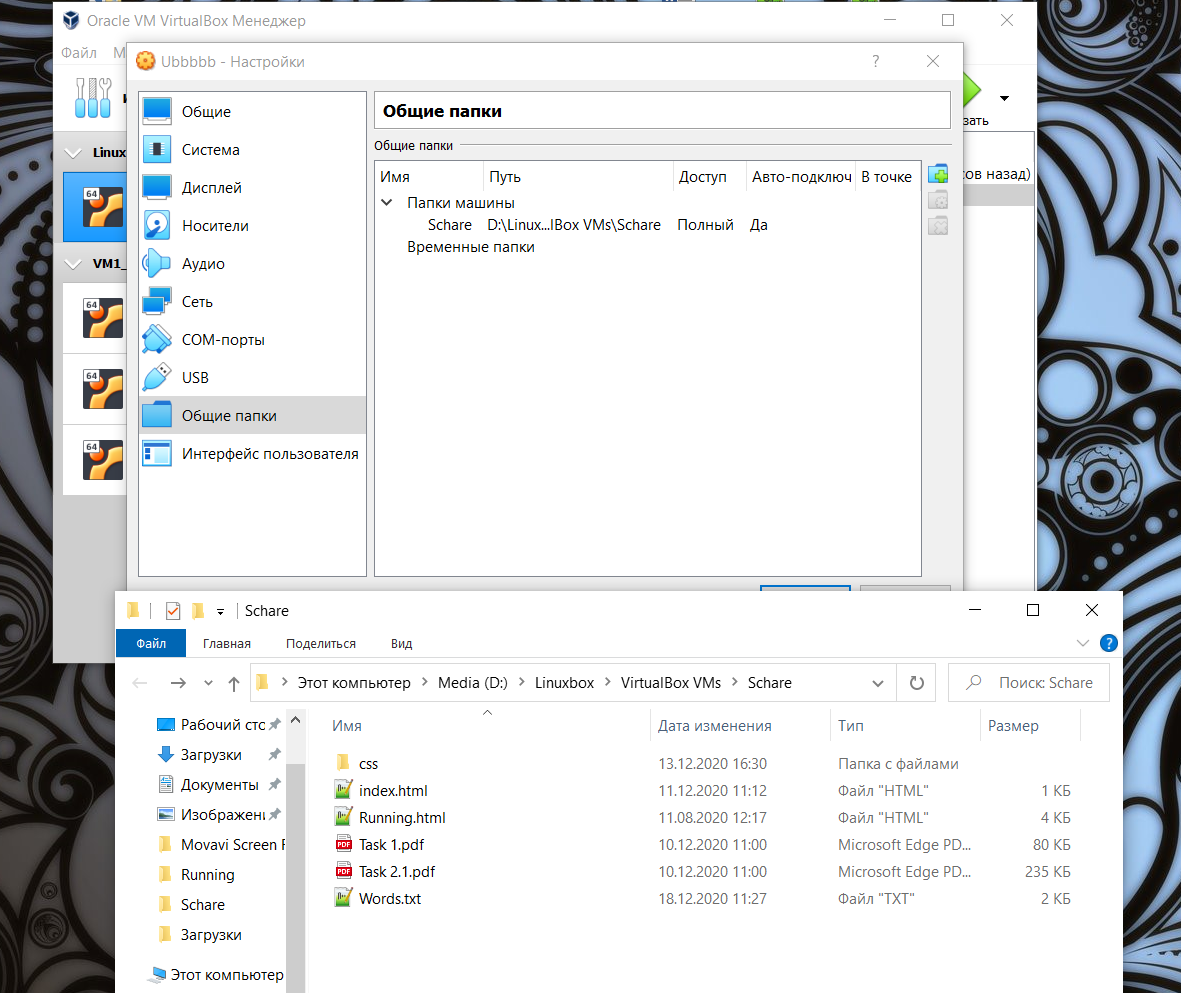 Oracle VM VirtualBox Менеджер
Файл
Ubbbbb - Настройки
?
Общие
Система
Дисплей
Носители
Аудио
Сеть
COM-порты
USB
Общие папки
Интерфейс пользователя
Общие папки
Общие папки
Имя Путь Доступ Авто-подключ В точке
Папки машины
Schare D:\Linux...lBox VMs\Schare Полный Да
Временные папки
Linux
64
VM1_
64
64
64
зать
сов назад)
Schare
Файл Главная Поделиться Вид
?
Этот компьютер > Media (D:) > Linuxbox > VirtualBox VMs > Schare
Поиск: Schare
Рабочий сто
Загрузки
Документы
Изображени
Movavi Screen R
Running
Schare
Загрузки
Этот компьютер
Имя Дата изменения Тип Размер
css 13.12.2020 16:30 Папка с файлами
index.html 11.12.2020 11:12 Файл "HTML" 1 КБ
Running.html 11.08.2020 12:17 Файл "HTML" 4 КБ
Task 1.pdf 10.12.2020 11:00 Microsoft Edge PD... 80 КБ
Task 2.1.pdf 10.12.2020 11:00 Microsoft Edge PD... 235 КБ
Words.txt 18.12.2020 11:27 Файл "TXT" 2 КБ